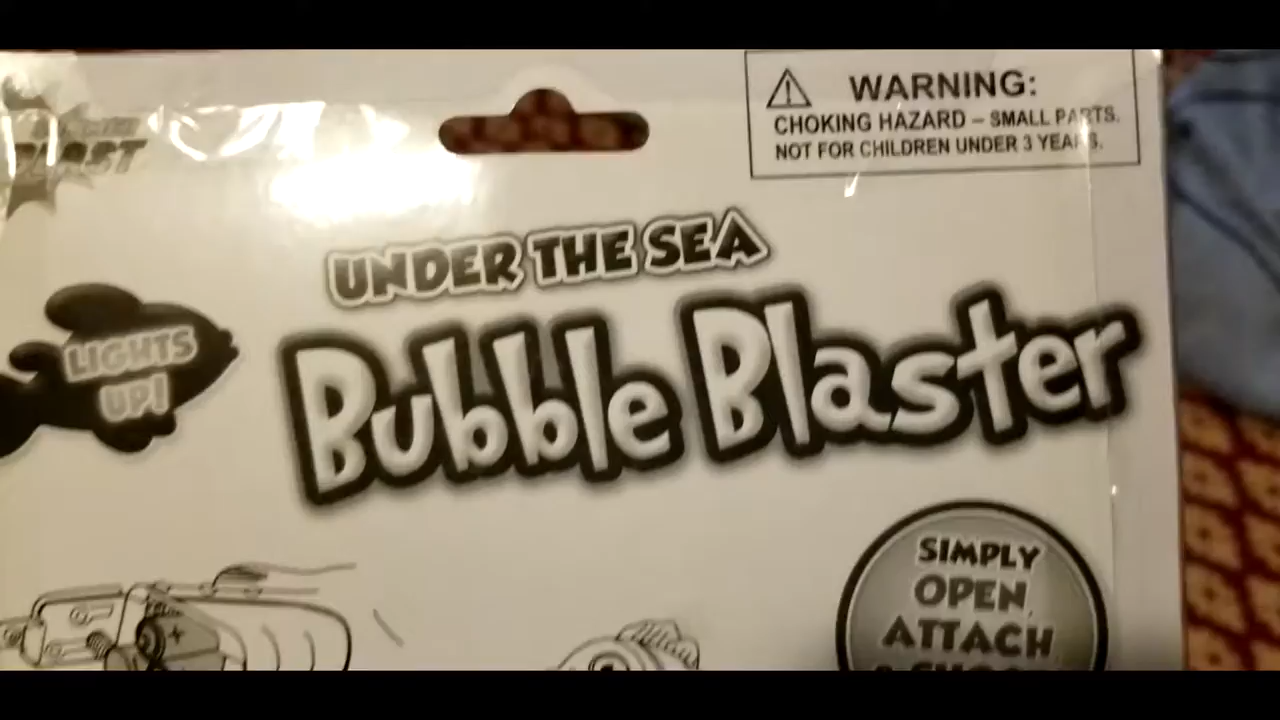 WARNING:
CHOKING HAZARD – SMALL PARTS.
NOT FOR CHILDREN UNDER 3 YEARS.
BLAST
UNDER THE SEA
Bubble Blaster
LIGHTS
UP!
SIMPLY
OPEN,
ATTACH